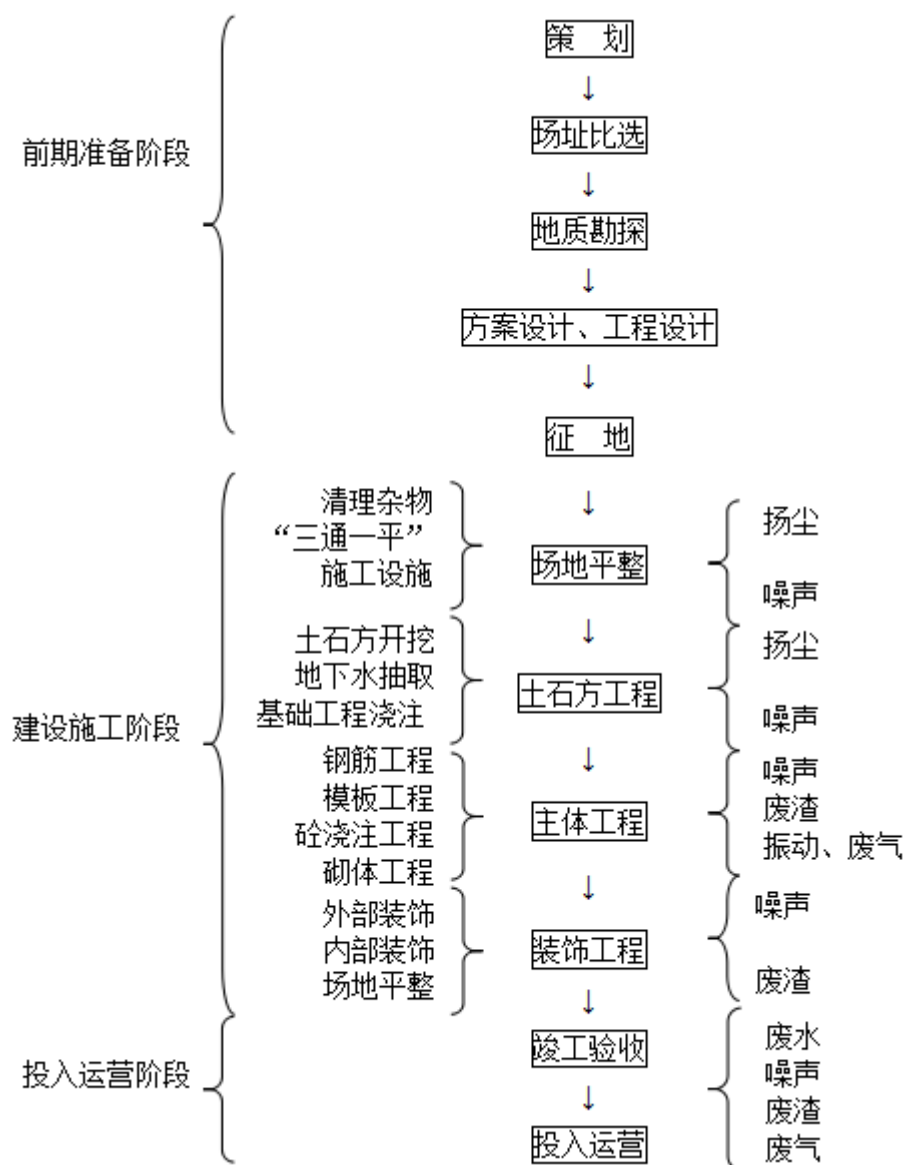 策 划
↓
场址比选
前期准备阶段
↓
地质勘探
↓
方案设计、工程设计
↓
征 地
清理杂物
“三通一平”
施工设施
↓
场地平整
扬尘
噪声
土石方开挖
地下水抽取
基础工程浇注
↓
土石方工程
扬尘
噪声
建设施工阶段
钢筋工程
模板工程
砼浇注工程
砌体工程
↓
主体工程
噪声
废渣
振动、废气
外部装饰
内部装饰
场地平整
↓
装饰工程
噪声
废渣
↓
竣工验收
投入运营阶段
↓
投入运营
废水
噪声
废渣
废气